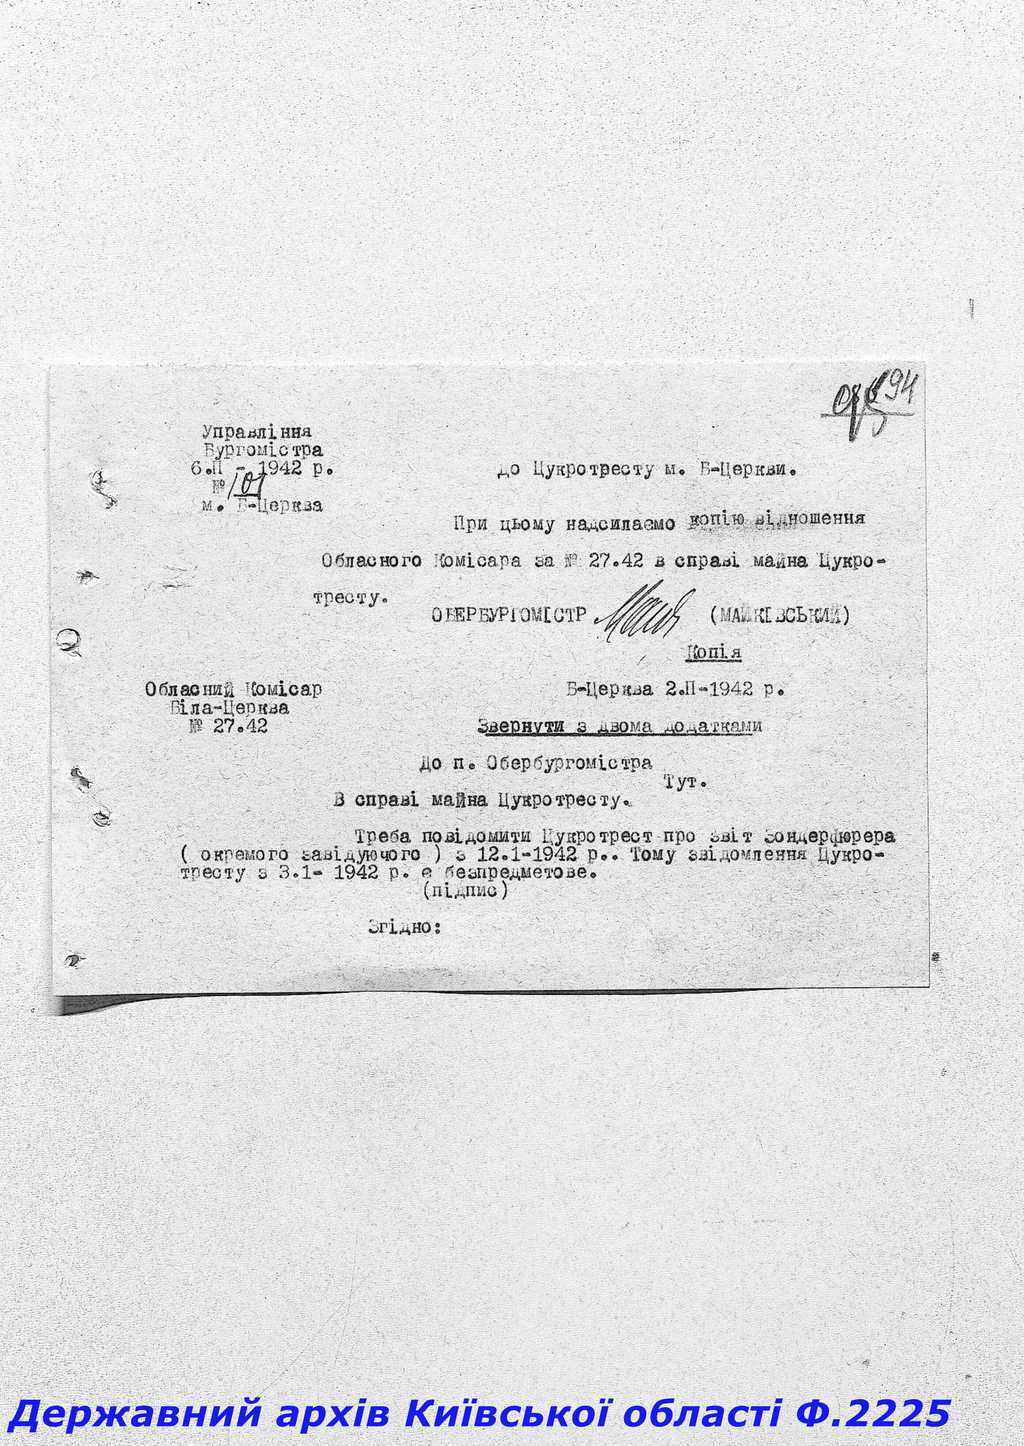 94
Управління
Бургомістра
6.II - 1942 р.
до Цукротресту м. Б-Церкви.
№ 101
м. Б-Церква
При цьому надсилаємо копію відношення
Обласного Комісара за № 27.42 в справі майна Цукро-
тресту.
ОБЕРБУРГОМІСТР (МАЙКІВСЬКИЙ)
Копія
Обласний Комісар
Б-Церква 2.II-1942 р.
Біла-Церква
№ 27.42
Звернути з двома додатками
До п. Обербургомістра
Тут.
В справі майна Цукротресту.
Треба повідомити Цукротрест про звіт Зондерфюрера
( окремого завідуючого ) з 12.1-1942 р.. Тому звідомлення Цукро-
тресту з 3.1- 1942 р. є безпредметове.
(підпис)
Згідно:
Державний архів Київської області Ф.2225